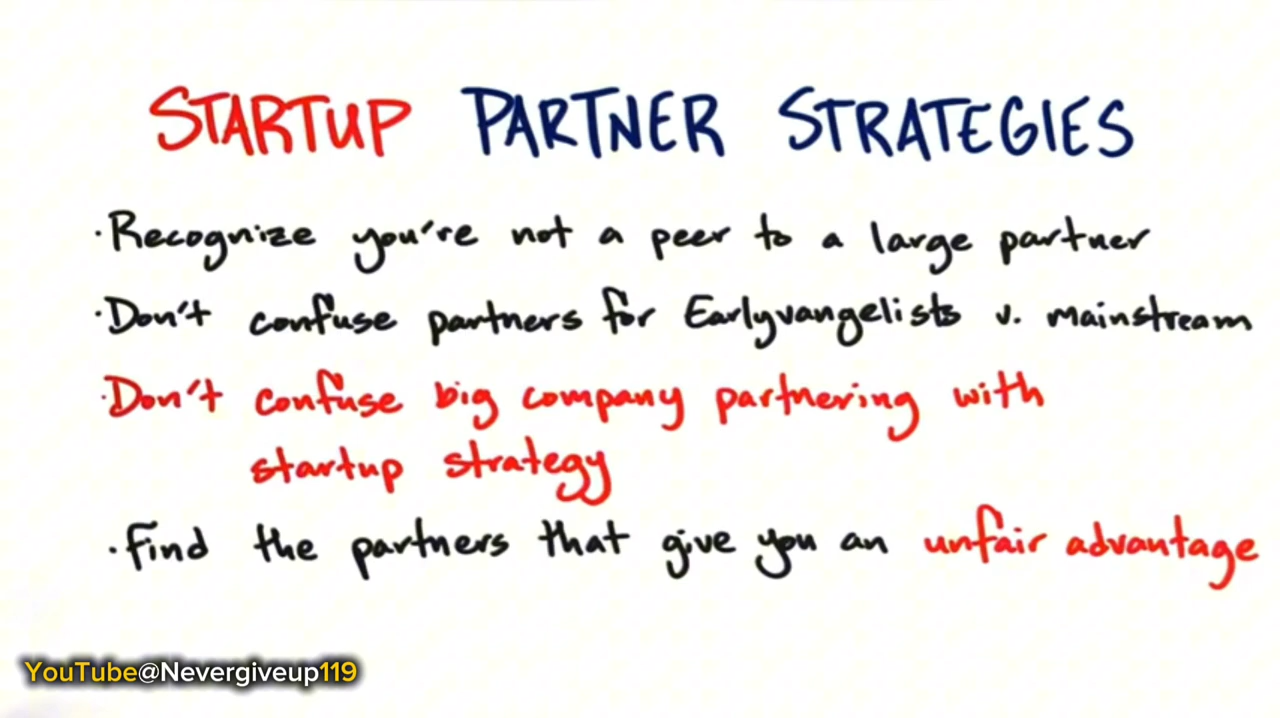 STARTUP PARTNER STRATEGIES
· Recognize you're not a peer to a large partner
· Don't confuse partners for Earlyvangelists v. mainstream
· Don't confuse big company partnering with
startup strategy
· Find the partners that give you an unfair advantage
YouTube@Nevergiveup119